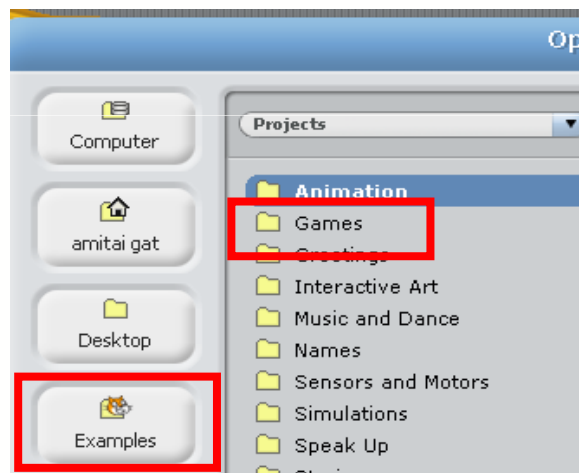 Op
Computer
amitai gat
Desktop
Examples
Projects
Animation
Games
Greetings
Interactive Art
Music and Dance
Names
Sensors and Motors
Simulations
Speak Up